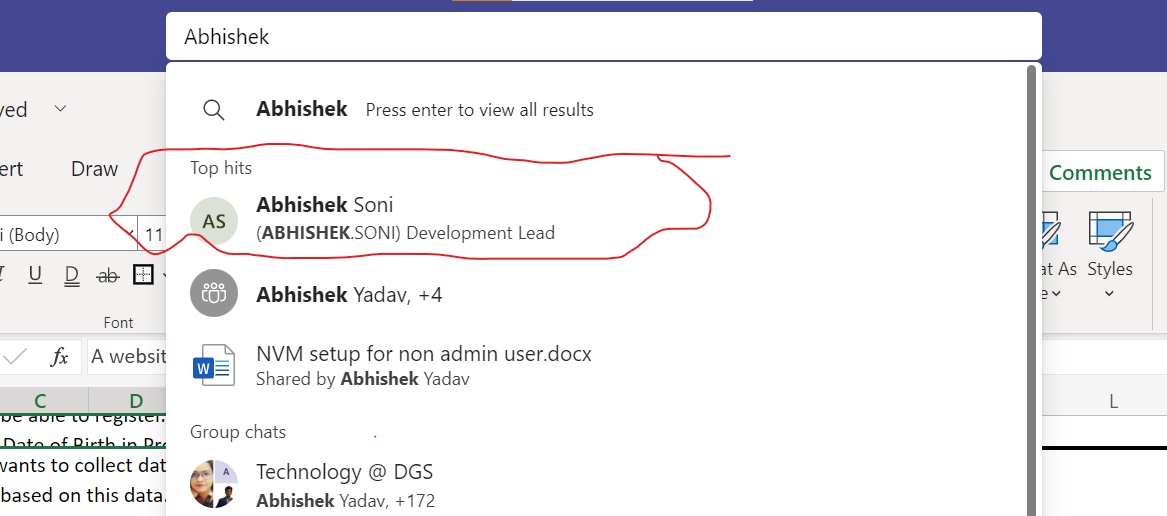 Abhishek
Abhishek Press enter to view all results
ved
ert Draw
Top hits
Comments
AS
Abhishek Soni
(ABHISHEK.SONI) Development Lead
i (Body) 11
U D ab
at As Styles
e
Abhishek Yadav, +4
Font
fx A websit
W NVM setup for non admin user.docx
Shared by Abhishek Yadav
C D L
be able to register.
Group chats
Date of Birth in Pro
wants to collect dat
A Technology @ DGS
based on this data.
Abhishek Yadav, +172